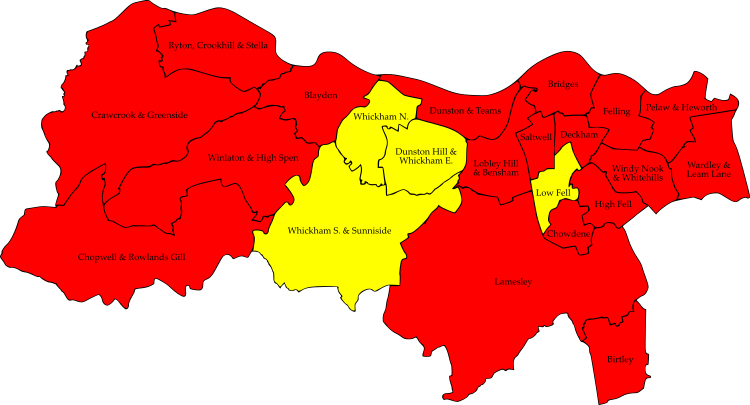 Ryton, Crookhill & Stella
Crawcrook & Greenside
Blaydon
Whickham N.
Dunston & Teams
Bridges
Felling
Pelaw & Heworth
Saltwell
Deckham
Winlaton & High Spen
Dunston Hill &
Whickham E.
Lobley Hill
& Bensham
Windy Nook
& Whitehills
Wardley &
Leam Lane
Low Fell
High Fell
Whickham S. & Sunniside
Chowdene
Chopwell & Rowlands Gill
Lamesley
Birtley